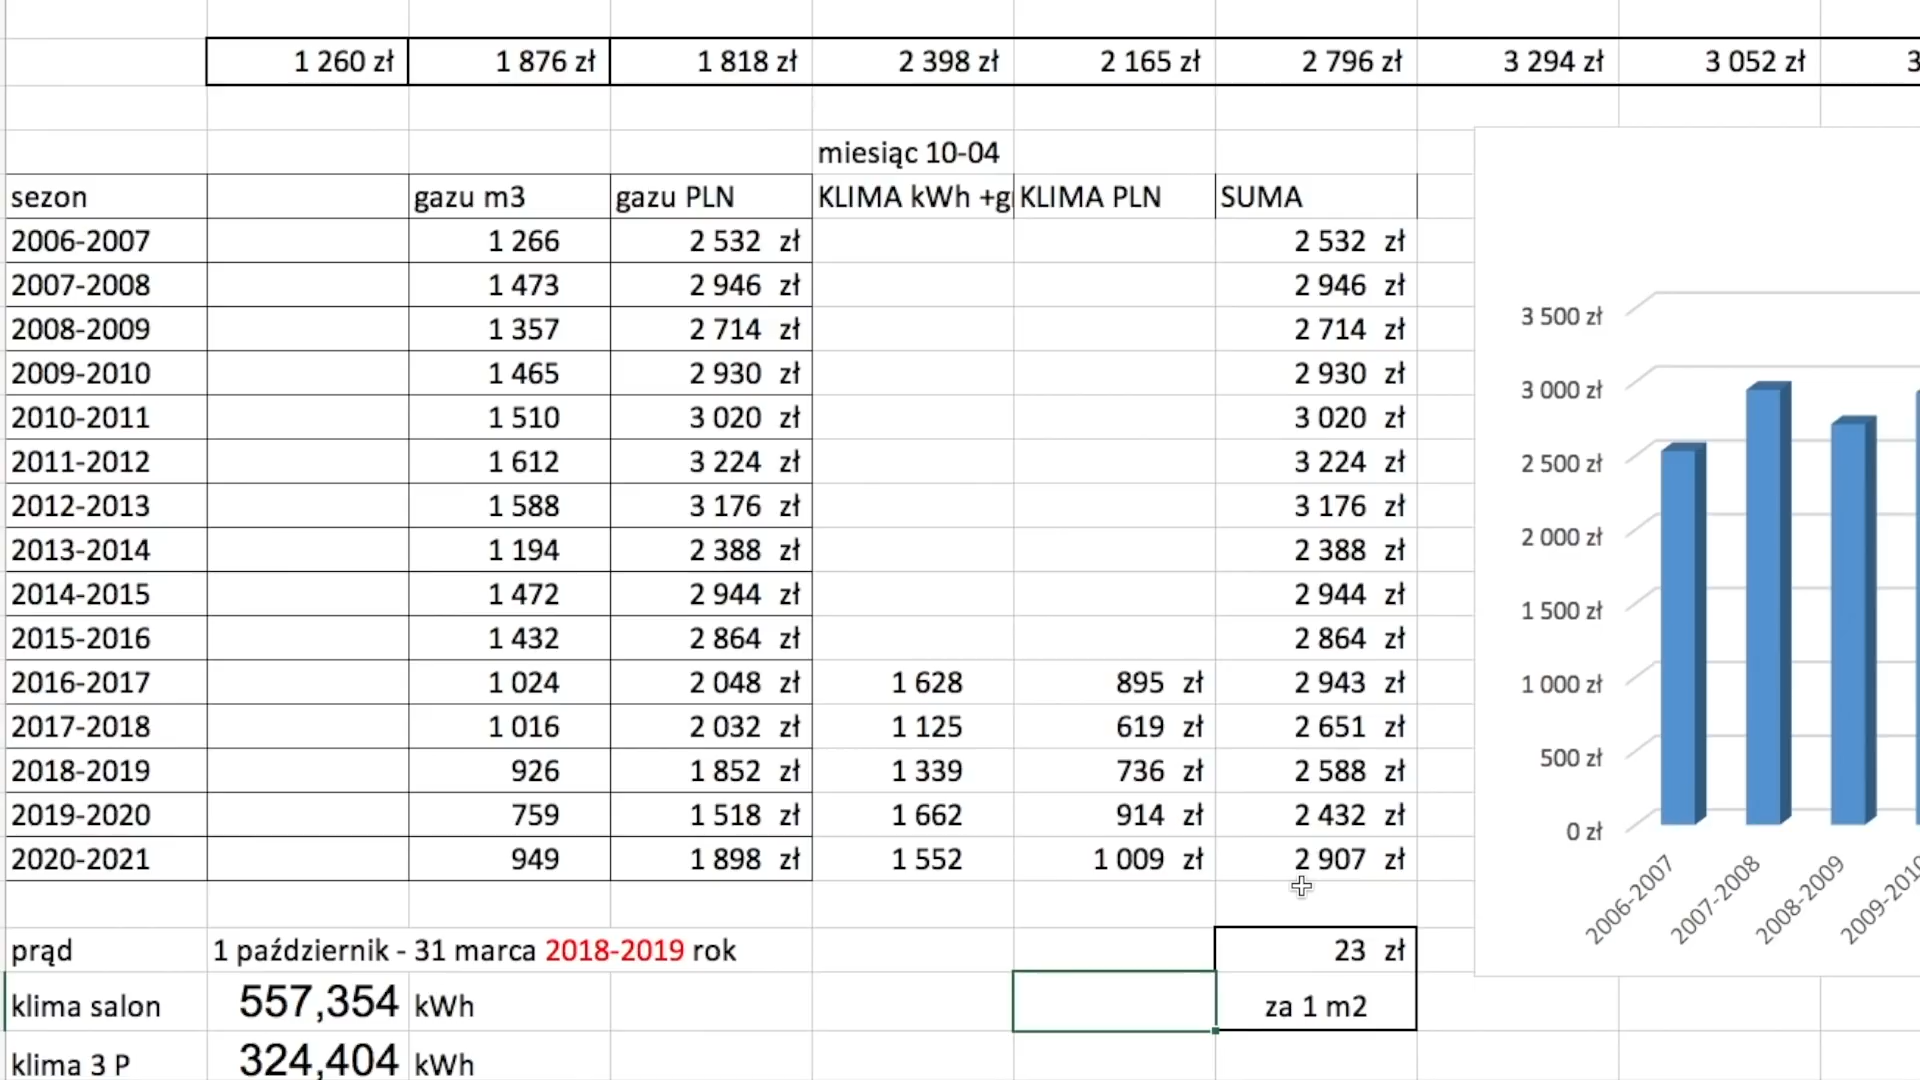 1 260 zł 1 876 zł 1 818 zł 2 398 zł 2 165 zł 2 796 zł 3 294 zł 3 052 zł 3
miesiąc 10-04
sezon gazu m3 gazu PLN KLIMA kWh +g KLIMA PLN SUMA
2006-2007 1 266 2 532 zł 2 532 zł
2007-2008 1 473 2 946 zł 2 946 zł
2008-2009 1 357 2 714 zł 2 714 zł
2009-2010 1 465 2 930 zł 2 930 zł
2010-2011 1 510 3 020 zł 3 020 zł
2011-2012 1 612 3 224 zł 3 224 zł
2012-2013 1 588 3 176 zł 3 176 zł
2013-2014 1 194 2 388 zł 2 388 zł
2014-2015 1 472 2 944 zł 2 944 zł
2015-2016 1 432 2 864 zł 2 864 zł
2016-2017 1 024 2 048 zł 1 628 895 zł 2 943 zł
2017-2018 1 016 2 032 zł 1 125 619 zł 2 651 zł
2018-2019 926 1 852 zł 1 339 736 zł 2 588 zł
2019-2020 759 1 518 zł 1 662 914 zł 2 432 zł
2020-2021 949 1 898 zł 1 552 1 009 zł 2 907 zł
prąd 1 październik - 31 marca 2018-2019 rok 23 zł
klima salon 557,354 kWh za 1 m2
klima 3 P 324,404 kWh
3 500 zł
3 000 zł
2 500 zł
2 000 zł
1 500 zł
1 000 zł
500 zł
0 zł
2006-2007
2007-2008
2008-2009
2009-2010